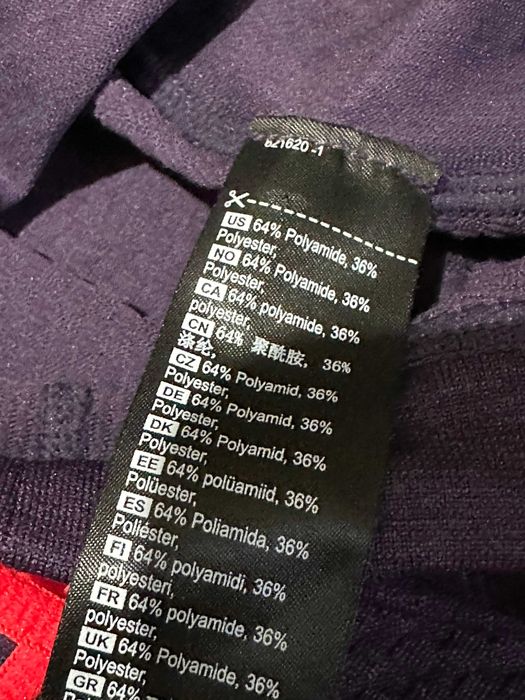 621620 -1
US 64% Polyamide, 36%
Polyester,
NO 64% Polyamide, 36%
Polyester,
CA 64% polyamide, 36%
polyester,
CN 64% 聚酰胺, 36%
涤纶,
CZ 64% Polyamid, 36%
Polyester,
DE 64% Polyamid, 36%
Polyester,
DK 64% Polyamid, 36%
Polyester,
EE 64% polüamiid, 36%
Polüester,
ES 64% Poliamida, 36%
Poliéster,
FI 64% polyamidi, 36%
polyesteri,
FR 64% polyamide, 36%
polyester,
UK 64% Polyamide, 36%
Polyester,
GR 64%